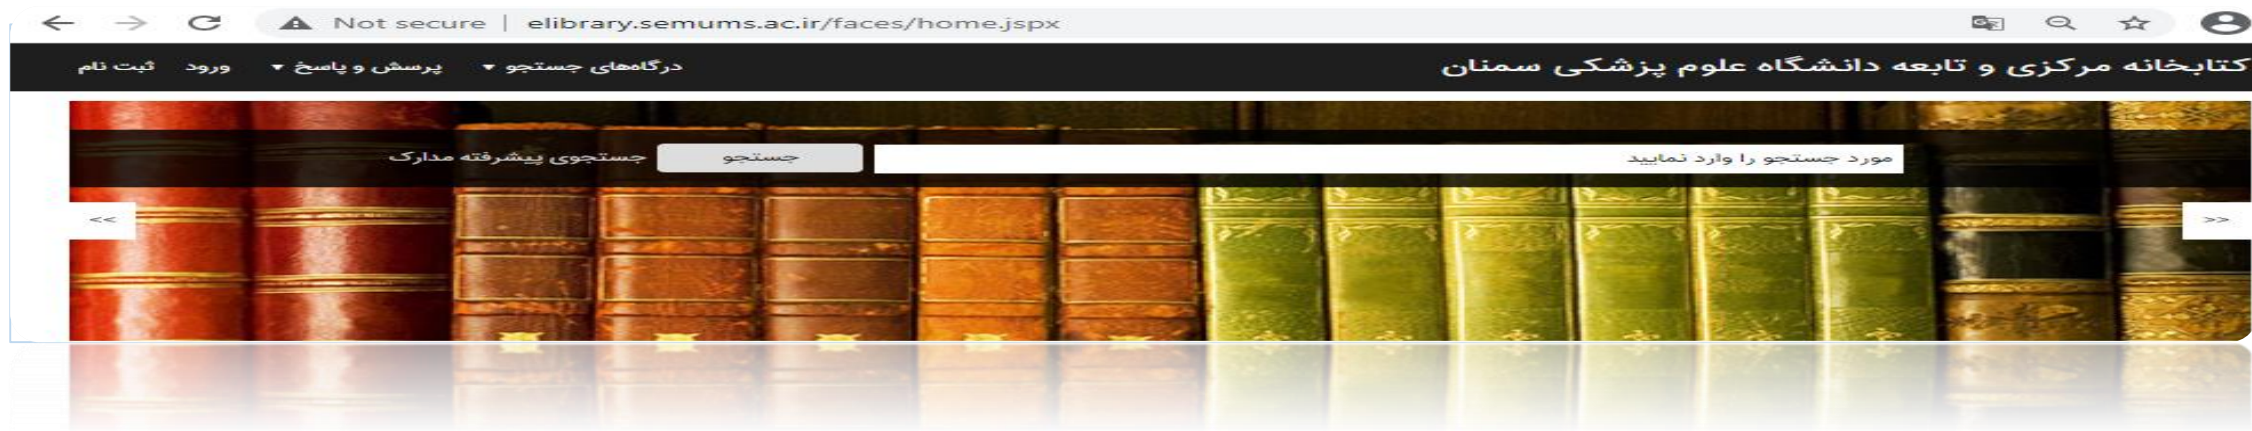 Not secure | elibrary.semums.ac.ir/faces/home.jspx
کتابخانه مرکزی و تابعه دانشگاه علوم پزشکی سمنان
درگاه‌های جستجو ▾ پرسش و پاسخ ▾ ورود ثبت نام
مورد جستجو را وارد نمایید جستجو جستجوی پیشرفته مدارک
<< >>